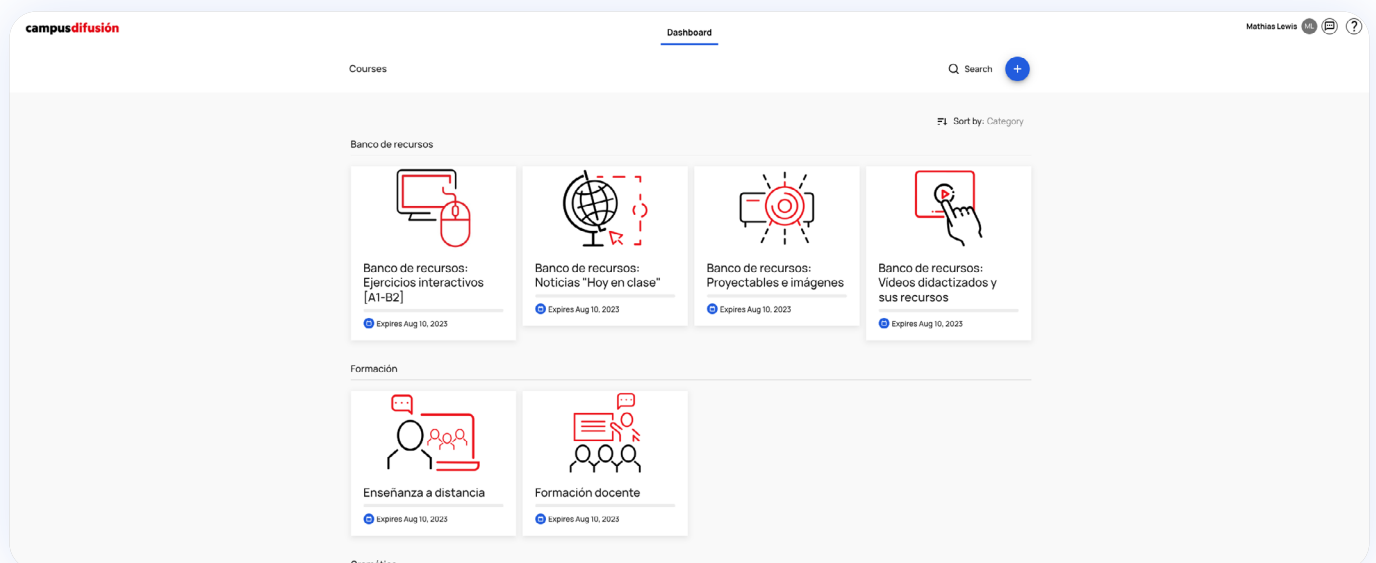 campusdifusión
Dashboard
Mathias Lewis ML
?
Courses
Search
+
Sort by: Category
Banco de recursos
Banco de recursos:
Ejercicios interactivos
[A1-B2]
Expires Aug 10, 2023
Banco de recursos:
Noticias "Hoy en clase"
Expires Aug 10, 2023
Banco de recursos:
Proyectables e imágenes
Expires Aug 10, 2023
Banco de recursos:
Vídeos didactizados y
sus recursos
Expires Aug 10, 2023
Formación
Enseñanza a distancia
Expires Aug 10, 2023
Formación docente
Expires Aug 10, 2023